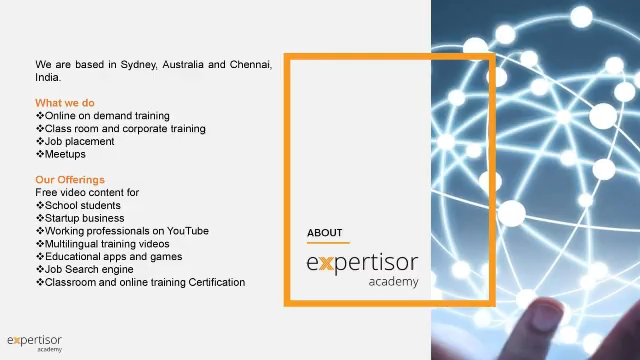 We are based in Sydney, Australia and Chennai,
India.
What we do
❖Online on demand training
❖Class room and corporate training
❖Job placement
❖Meetups
Our Offerings
Free video content for
❖School students
❖Startup business
❖Working professionals on YouTube
❖Multilingual training videos
❖Educational apps and games
❖Job Search engine
❖Classroom and online training Certification
ABOUT
expertisor
academy
expertisor
academy